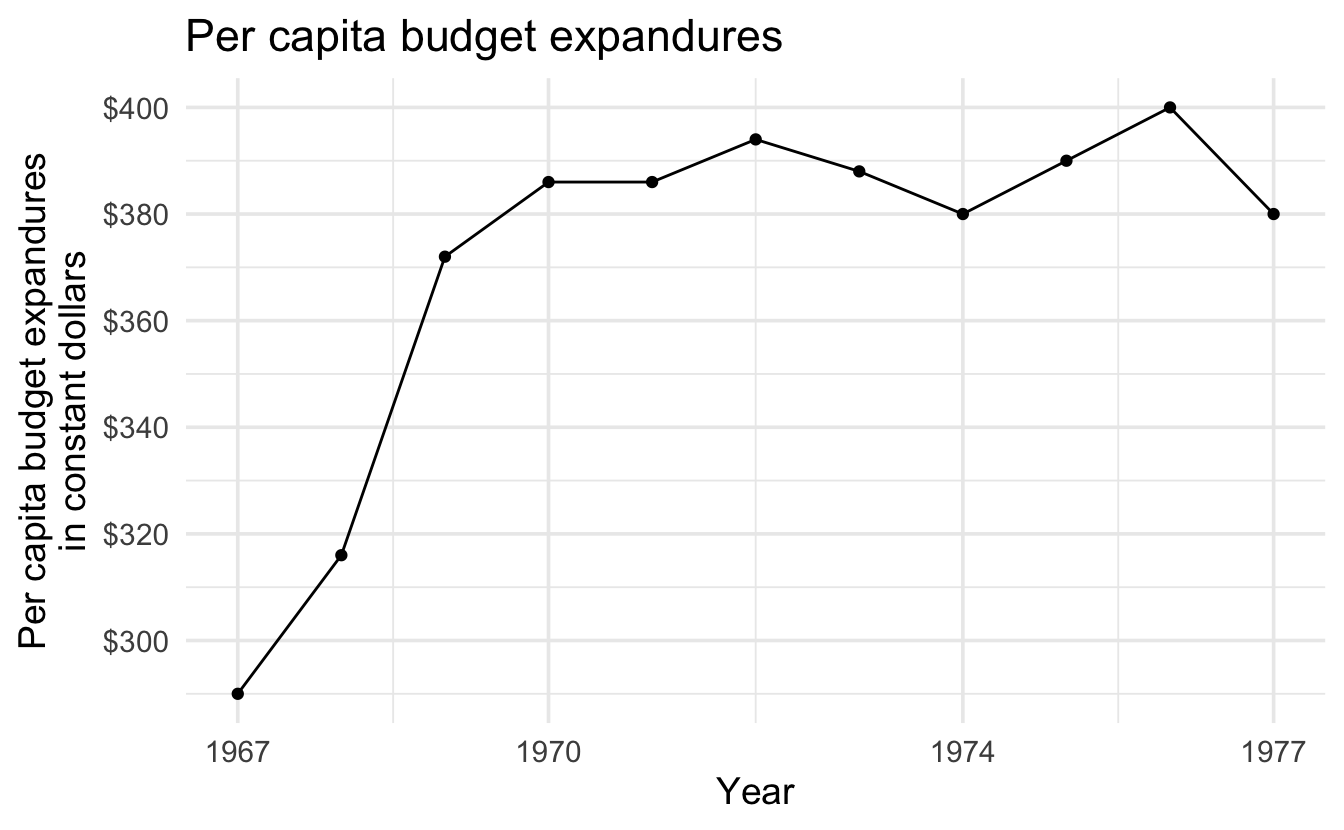 Per capita budget expandures
Per capita budget expandures
in constant dollars
$400
$380
$360
$340
$320
$300
1967 1970 1974 1977
Year